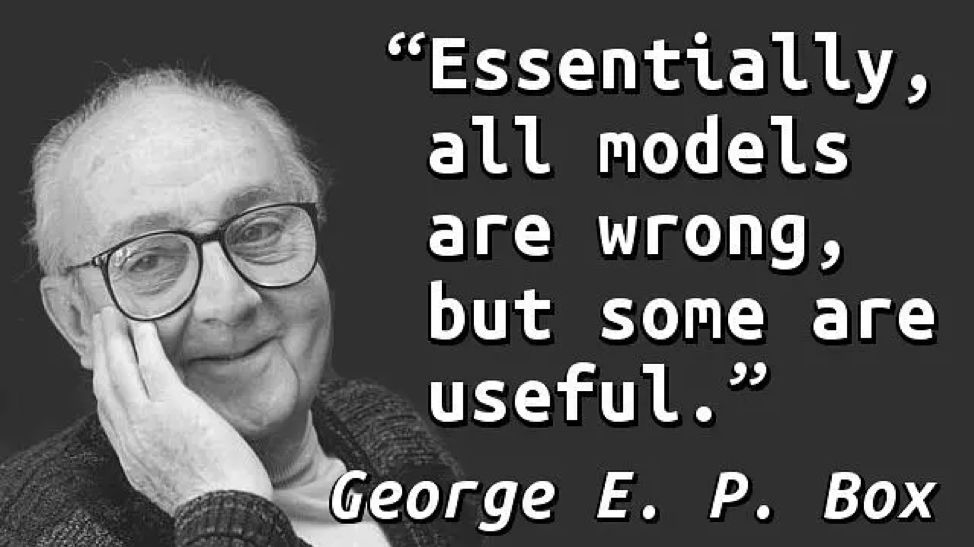 “Essentially,
all models
are wrong,
but some are
useful.”
George E. P. Box